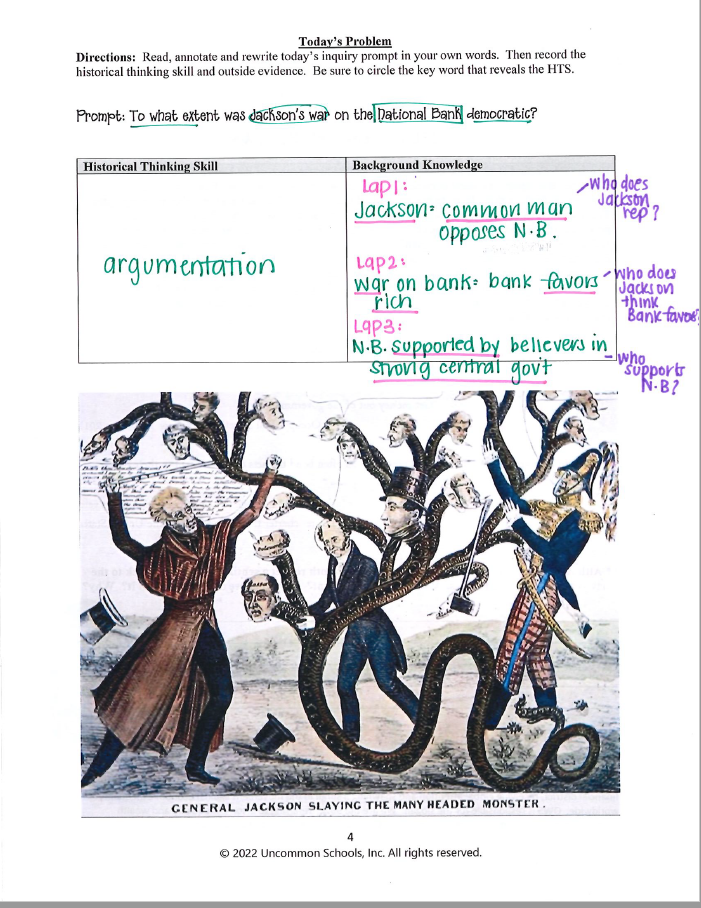 Today's Problem
Directions: Read, annotate and rewrite today's inquiry prompt in your own words. Then record the
historical thinking skill and outside evidence. Be sure to circle the key word that reveals the HTS.
Prompt: To what extent was Jackson's war on the National Bank democratic?
Historical Thinking Skill
argumentation
Background Knowledge
Lap1:
Jackson= common man
opposes N.B.
Lap2:
war on bank= bank favors
rich
Lap3:
N.B. supported by believers in
strong central gov't
who does
Jackson
rep?
who does
Jackson
think
Bank favor?
who
supports
N.B?
GENERAL JACKSON SLAYING THE MANY HEADED MONSTER.
4
© 2022 Uncommon Schools, Inc. All rights reserved.